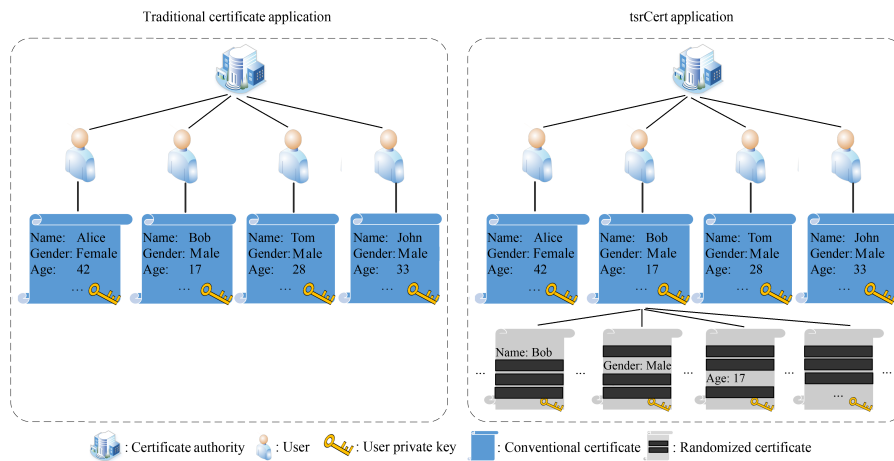 Traditional certificate application
tsrCert application
Name: Alice
Gender: Female
Age: 42
...
Name: Bob
Gender: Male
Age: 17
...
Name: Tom
Gender: Male
Age: 28
...
Name: John
Gender: Male
Age: 33
...
Name: Alice
Gender: Female
Age: 42
...
Name: Bob
Gender: Male
Age: 17
...
Name: Tom
Gender: Male
Age: 28
...
Name: John
Gender: Male
Age: 33
...
...
Name: Bob
...
Gender: Male
...
Age: 17
...
...
...
: Certificate authority
: User
: User private key
: Conventional certificate
: Randomized certificate